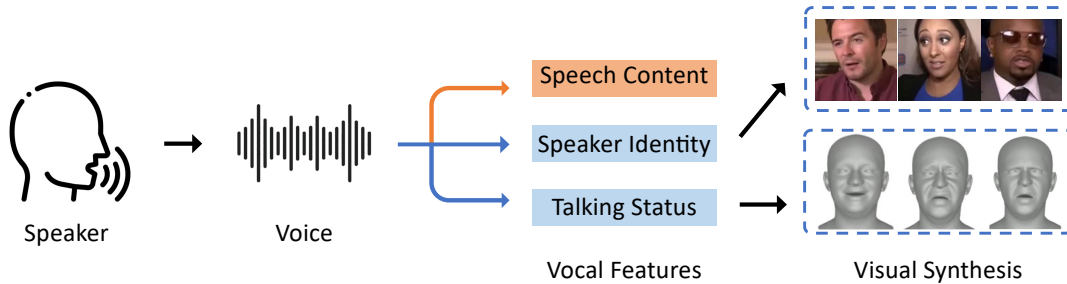 Speech Content
Speaker Identity
Talking Status
Speaker
Voice
Vocal Features
Visual Synthesis